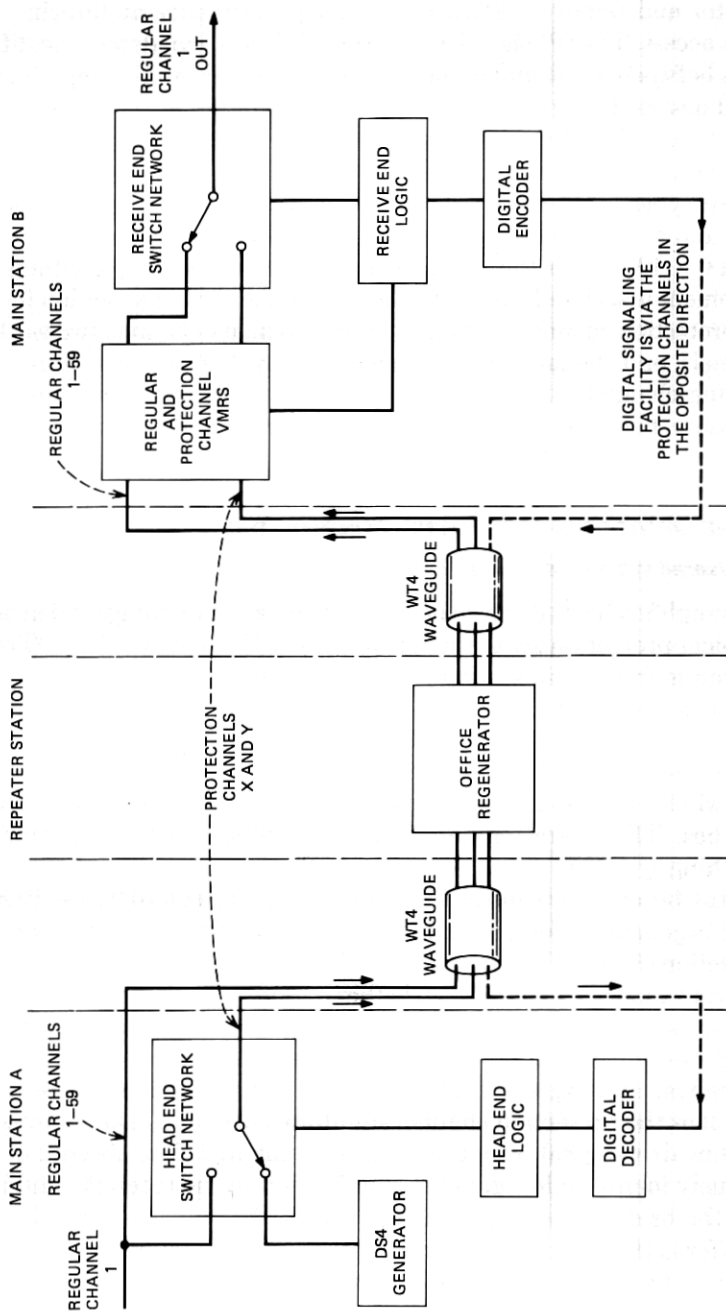 MAIN STATION A
REPEATER STATION
MAIN STATION B
REGULAR
CHANNEL
1
REGULAR CHANNELS
1–59
HEAD END
SWITCH NETWORK
DS4
GENERATOR
HEAD END
LOGIC
DIGITAL
DECODER
WT4
WAVEGUIDE
PROTECTION
CHANNELS
X AND Y
OFFICE
REGENERATOR
WT4
WAVEGUIDE
REGULAR CHANNELS
1–59
REGULAR
AND
PROTECTION
CHANNEL
VMRS
RECEIVE END
SWITCH NETWORK
REGULAR
CHANNEL
1
OUT
RECEIVE END
LOGIC
DIGITAL
ENCODER
DIGITAL SIGNALING
FACILITY IS VIA THE
PROTECTION CHANNELS IN
THE OPPOSITE DIRECTION